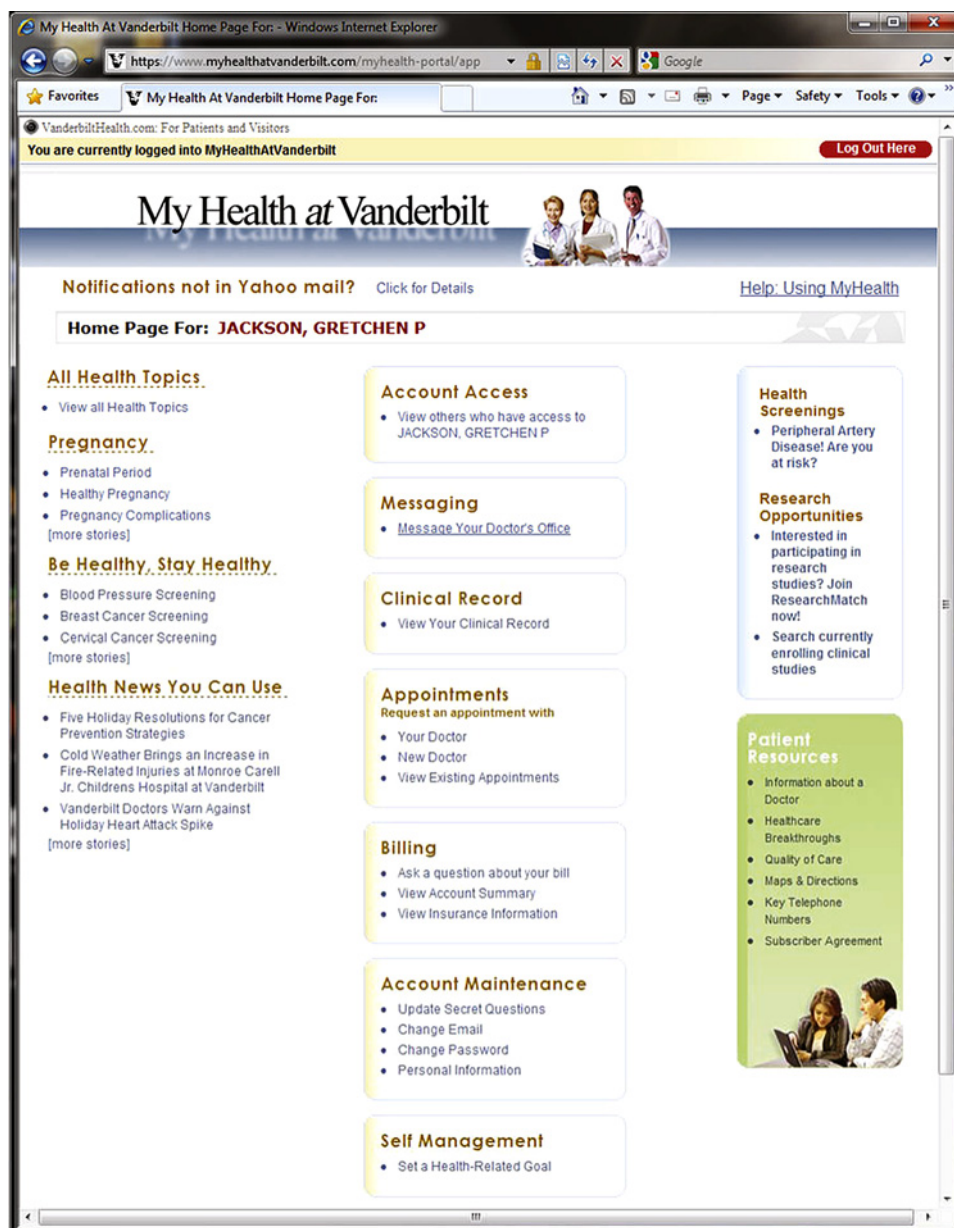 My Health At Vanderbilt Home Page For: - Windows Internet Explorer
https://www.myhealthatvanderbilt.com/myhealth-portal/app
Google
Favorites
My Health At Vanderbilt Home Page For:
Page
Safety
Tools
VanderbiltHealth.com: For Patients and Visitors
You are currently logged into MyHealthAtVanderbilt
Log Out Here
My Health at Vanderbilt
Notifications not in Yahoo mail?
Click for Details
Help: Using MyHealth
Home Page For: JACKSON, GRETCHEN P
All Health Topics
• View all Health Topics
Pregnancy
• Prenatal Period
• Healthy Pregnancy
• Pregnancy Complications
[more stories]
Be Healthy, Stay Healthy
• Blood Pressure Screening
• Breast Cancer Screening
• Cervical Cancer Screening
[more stories]
Health News You Can Use
• Five Holiday Resolutions for Cancer
Prevention Strategies
• Cold Weather Brings an Increase in
Fire-Related Injuries at Monroe Carell
Jr. Childrens Hospital at Vanderbilt
• Vanderbilt Doctors Warn Against
Holiday Heart Attack Spike
[more stories]
Account Access
• View others who have access to
JACKSON, GRETCHEN P
Messaging
• Message Your Doctor's Office
Clinical Record
• View Your Clinical Record
Appointments
Request an appointment with
• Your Doctor
• New Doctor
• View Existing Appointments
Billing
• Ask a question about your bill
• View Account Summary
• View Insurance Information
Account Maintenance
• Update Secret Questions
• Change Email
• Change Password
• Personal Information
Self Management
• Set a Health-Related Goal
Health
Screenings
• Peripheral Artery
Disease! Are you
at risk?
Research
Opportunities
• Interested in
participating in
research
studies? Join
ResearchMatch
now!
• Search currently
enrolling clinical
studies
Patient
Resources
• Information about a
Doctor
• Healthcare
Breakthroughs
• Quality of Care
• Maps & Directions
• Key Telephone
Numbers
• Subscriber Agreement